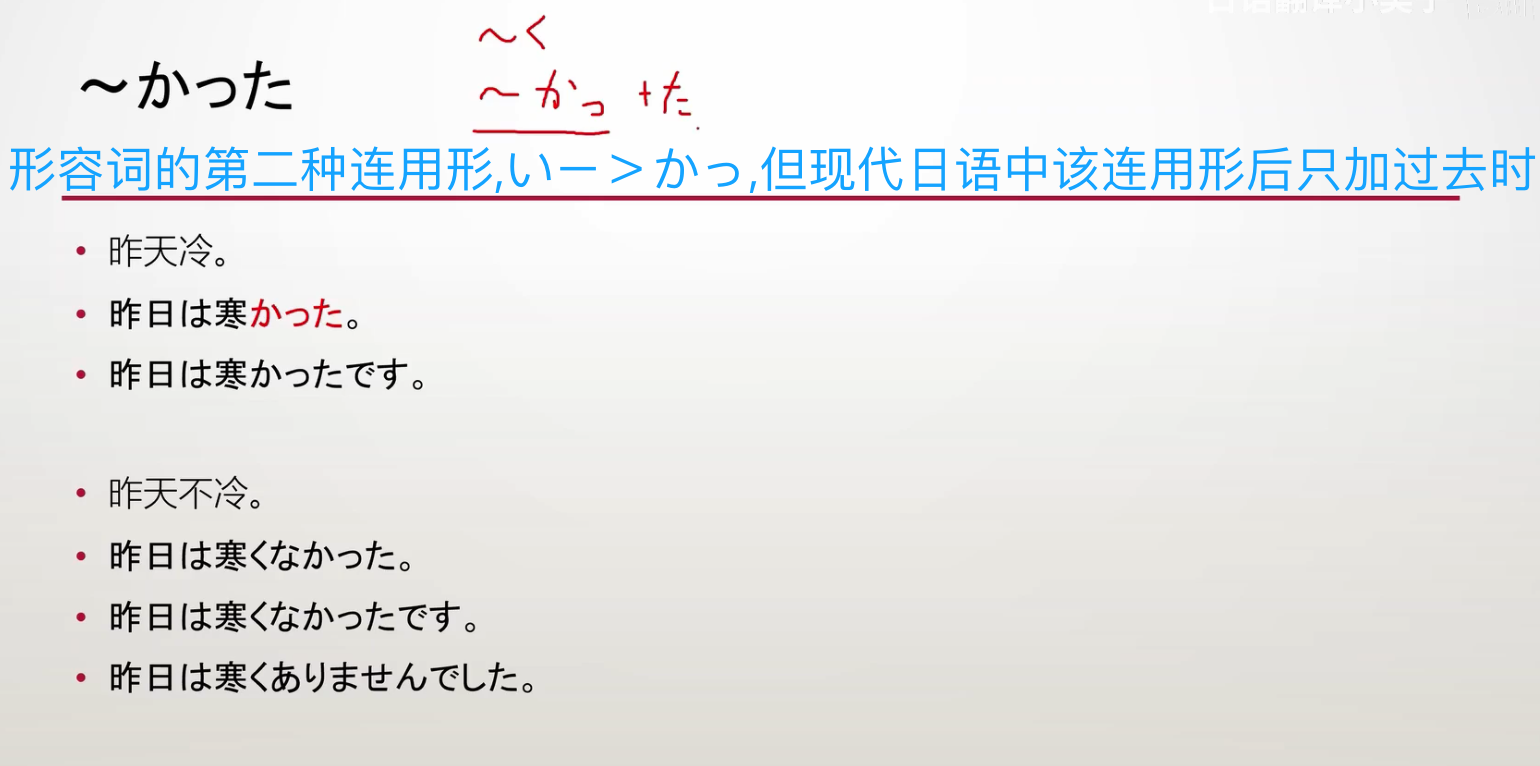 ～く
～かった
～かっ +た
形容词的第二种连用形,いー＞かっ,但现代日语中该连用形后只加过去时
• 昨天冷。
• 昨日は寒かった。
• 昨日は寒かったです。
• 昨天不冷。
• 昨日は寒くなかった。
• 昨日は寒くなかったです。
• 昨日は寒くありませんでした。